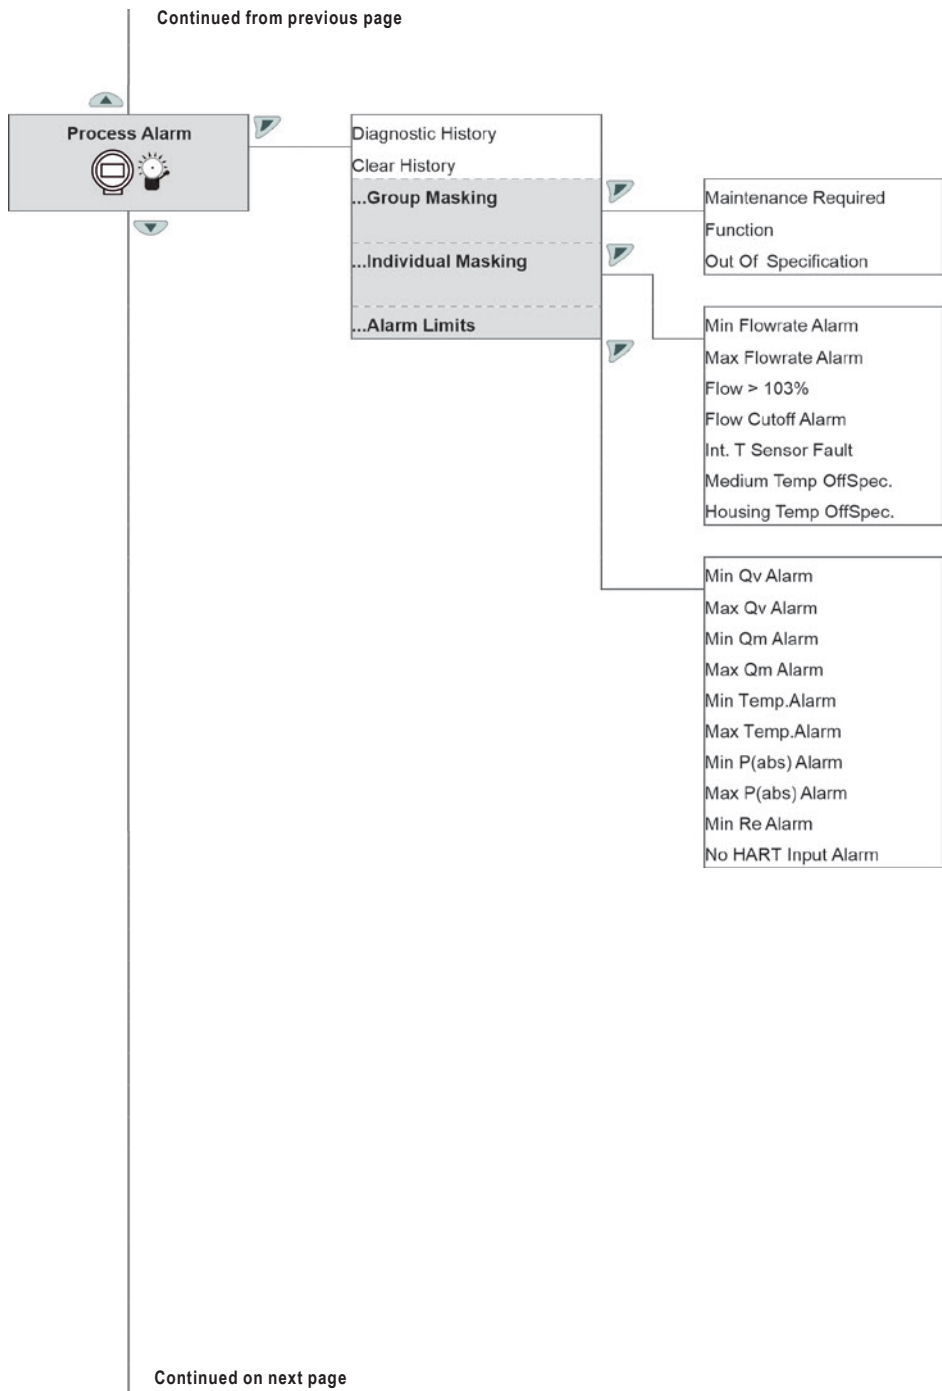 Continued from previous page
Process Alarm
Diagnostic History
Clear History
...Group Masking
...Individual Masking
...Alarm Limits
Maintenance Required
Function
Out Of Specification
Min Flowrate Alarm
Max Flowrate Alarm
Flow > 103%
Flow Cutoff Alarm
Int. T Sensor Fault
Medium Temp OffSpec.
Housing Temp OffSpec.
Min Qv Alarm
Max Qv Alarm
Min Qm Alarm
Max Qm Alarm
Min Temp.Alarm
Max Temp.Alarm
Min P(abs) Alarm
Max P(abs) Alarm
Min Re Alarm
No HART Input Alarm
Continued on next page